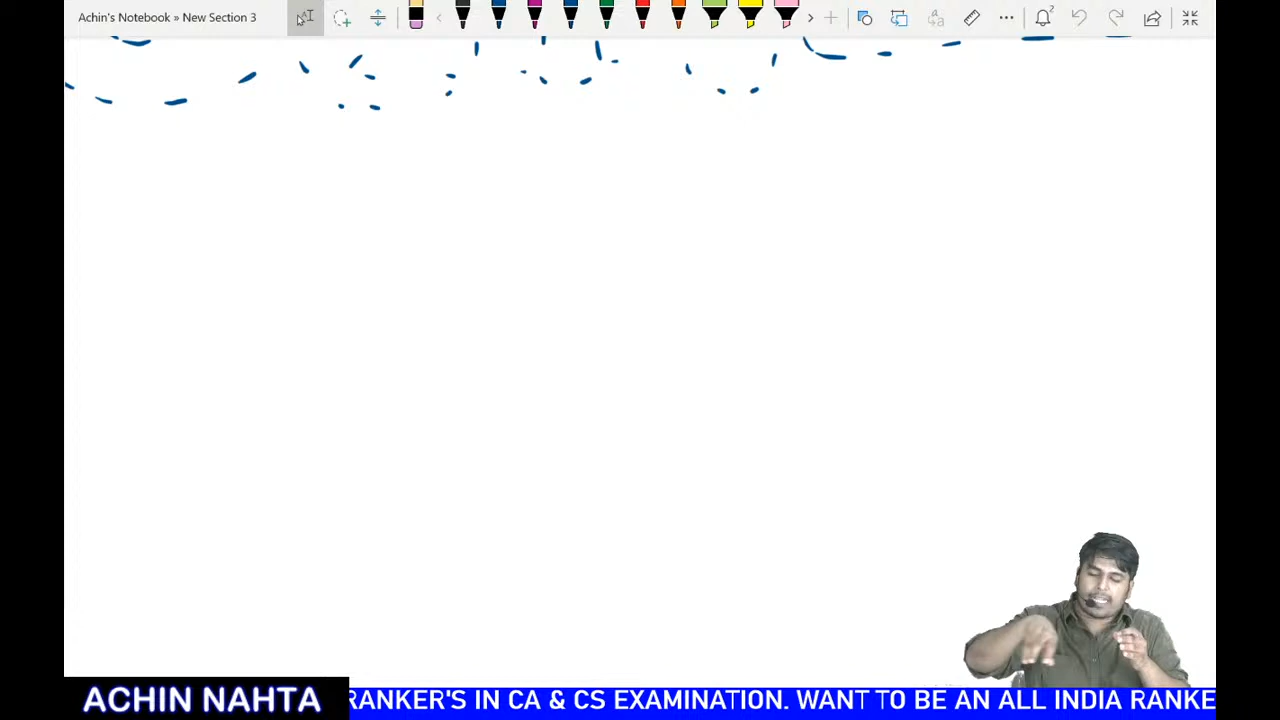 Achin's Notebook » New Section 3
ACHIN NAHTA
RANKER'S IN CA & CS EXAMINATION. WANT TO BE AN ALL INDIA RANKE